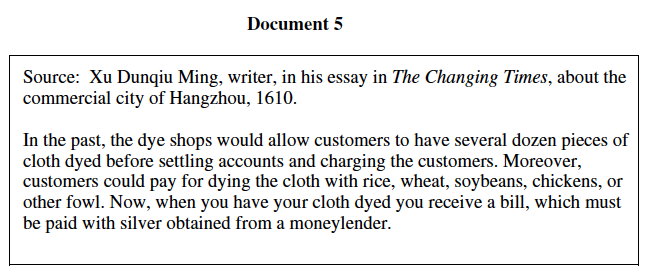 Document 5
Source:  Xu Dunqiu Ming, writer, in his essay in The Changing Times, about the
commercial city of Hangzhou, 1610.
In the past, the dye shops would allow customers to have several dozen pieces of
cloth dyed before settling accounts and charging the customers. Moreover,
customers could pay for dying the cloth with rice, wheat, soybeans, chickens, or
other fowl. Now, when you have your cloth dyed you receive a bill, which must
be paid with silver obtained from a moneylender.